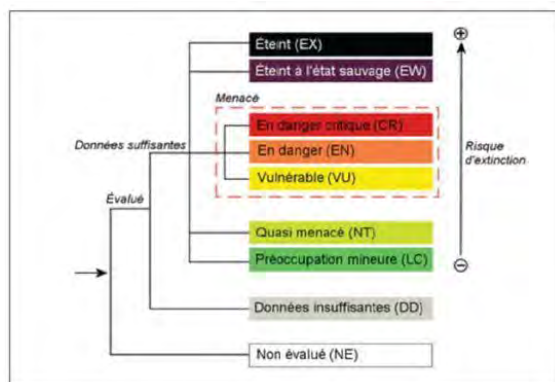 Éteint (EX)
Éteint à l'état sauvage (EW)
Menacé
En danger critique (CR)
Données suffisantes
En danger (EN)
Risque
d'extinction
Vulnérable (VU)
Évalué
Quasi menacé (NT)
Préoccupation mineure (LC)
Données insuffisantes (DD)
Non évalué (NE)